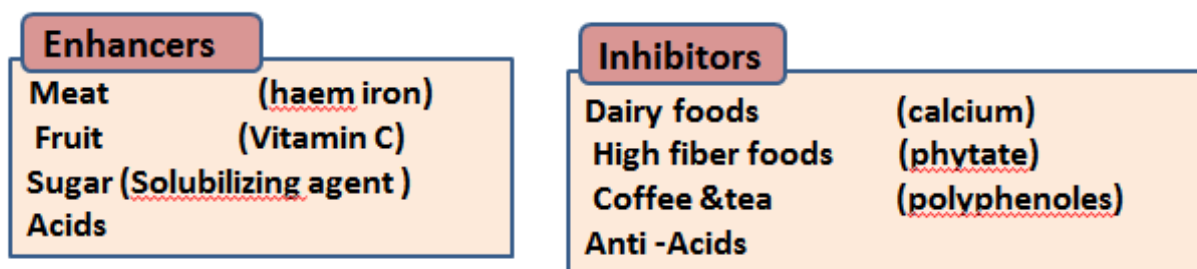 Enhancers
Meat (haem iron)
Fruit (Vitamin C)
Sugar (Solubilizing agent )
Acids
Inhibitors
Dairy foods (calcium)
High fiber foods (phytate)
Coffee &tea (polyphenoles)
Anti -Acids